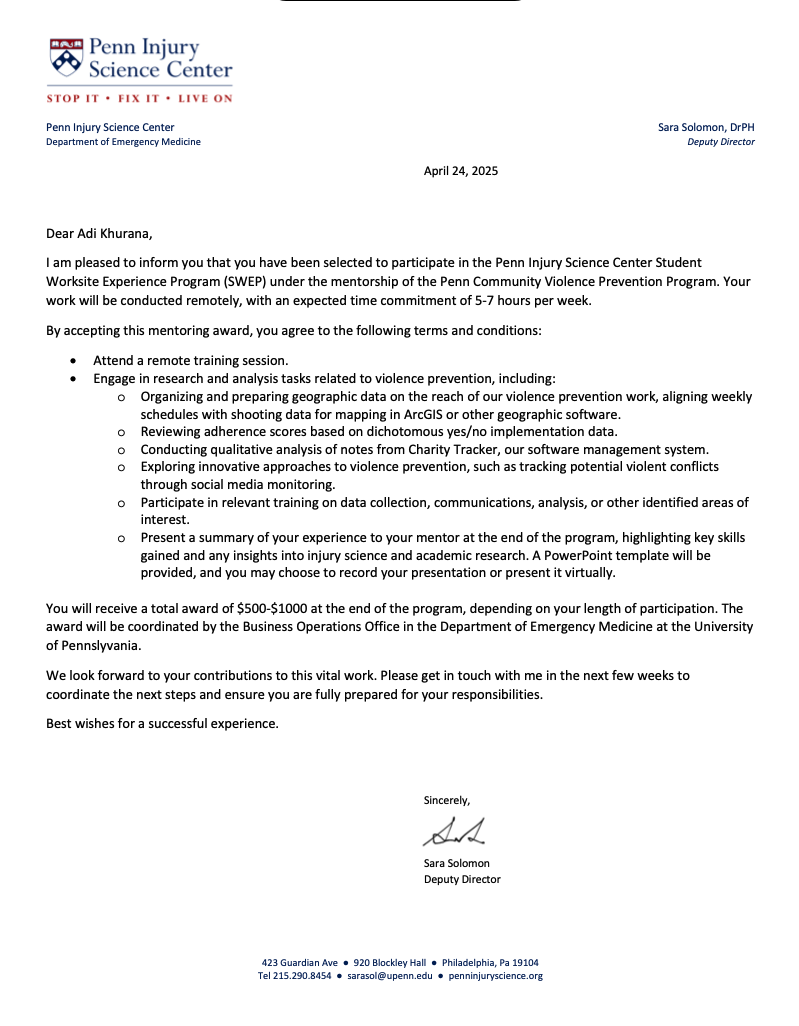 Penn Injury
Science Center
STOP IT • FIX IT • LIVE ON
Penn Injury Science Center
Department of Emergency Medicine
Sara Solomon, DrPH
Deputy Director
April 24, 2025
Dear Adi Khurana,
I am pleased to inform you that you have been selected to participate in the Penn Injury Science Center Student
Worksite Experience Program (SWEP) under the mentorship of the Penn Community Violence Prevention Program. Your
work will be conducted remotely, with an expected time commitment of 5-7 hours per week.
By accepting this mentoring award, you agree to the following terms and conditions:
• Attend a remote training session.
• Engage in research and analysis tasks related to violence prevention, including:
o Organizing and preparing geographic data on the reach of our violence prevention work, aligning weekly
schedules with shooting data for mapping in ArcGIS or other geographic software.
o Reviewing adherence scores based on dichotomous yes/no implementation data.
o Conducting qualitative analysis of notes from Charity Tracker, our software management system.
o Exploring innovative approaches to violence prevention, such as tracking potential violent conflicts
through social media monitoring.
o Participate in relevant training on data collection, communications, analysis, or other identified areas of
interest.
o Present a summary of your experience to your mentor at the end of the program, highlighting key skills
gained and any insights into injury science and academic research. A PowerPoint template will be
provided, and you may choose to record your presentation or present it virtually.
You will receive a total award of $500-$1000 at the end of the program, depending on your length of participation. The
award will be coordinated by the Business Operations Office in the Department of Emergency Medicine at the University
of Pennslyvania.
We look forward to your contributions to this vital work. Please get in touch with me in the next few weeks to
coordinate the next steps and ensure you are fully prepared for your responsibilities.
Best wishes for a successful experience.
Sincerely,
Sara Solomon
Deputy Director
423 Guardian Ave ● 920 Blockley Hall ● Philadelphia, Pa 19104
Tel 215.290.8454 ● sarasol@upenn.edu ● penninjuryscience.org